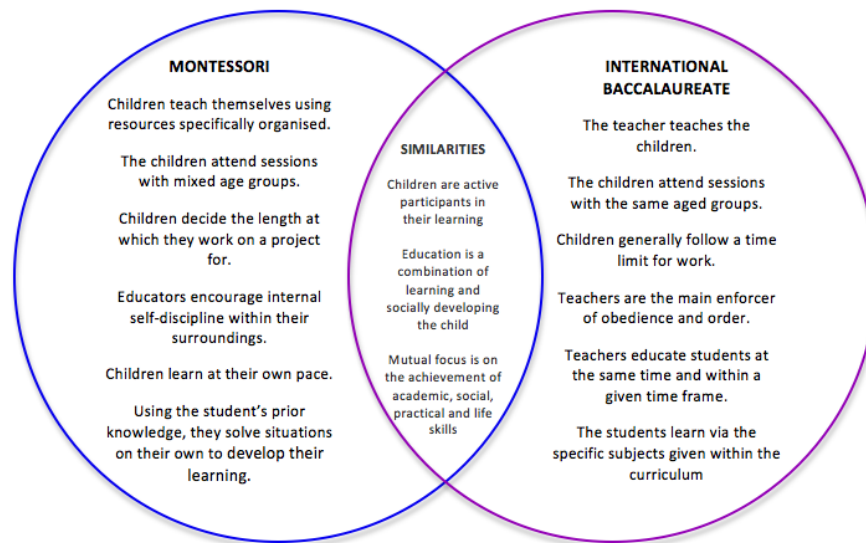 MONTESSORI
Children teach themselves using
resources specifically organised.
The children attend sessions
with mixed age groups.
Children decide the length at
which they work on a project
for.
Educators encourage internal
self-discipline within their
surroundings.
Children learn at their own pace.
Using the student's prior
knowledge, they solve situations
on their own to develop their
learning.
SIMILARITIES
Children are active
participants in
their learning
Education is a
combination of
learning and
socially developing
the child
Mutual focus is on
the achievement of
academic, social,
practical and life
skills
INTERNATIONAL
BACCALAUREATE
The teacher teaches the
children.
The children attend sessions
with the same aged groups.
Children generally follow a time
limit for work.
Teachers are the main enforcer
of obedience and order.
Teachers educate students at
the same time and within a
given time frame.
The students learn via the
specific subjects given within the
curriculum